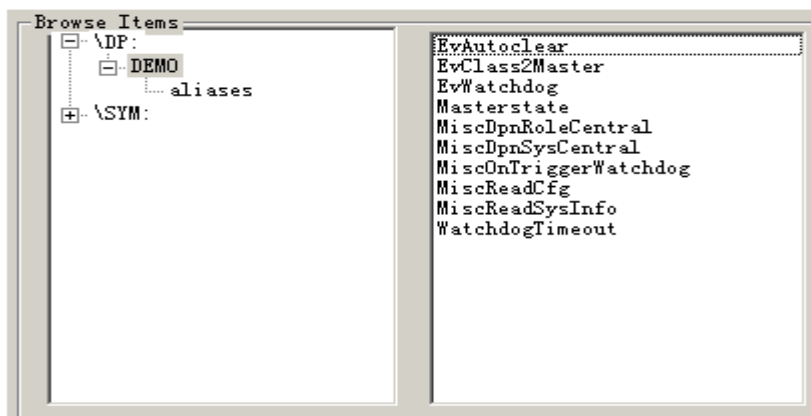 Browse Items
\DP:
DEMO
aliases
\SYM:
EvAutoclear
EvClass2Master
EvWatchdog
Masterstate
MiscDpnRoleCentral
MiscDpnSysCentral
MiscOnTriggerWatchdog
MiscReadCfg
MiscReadSysInfo
WatchdogTimeout